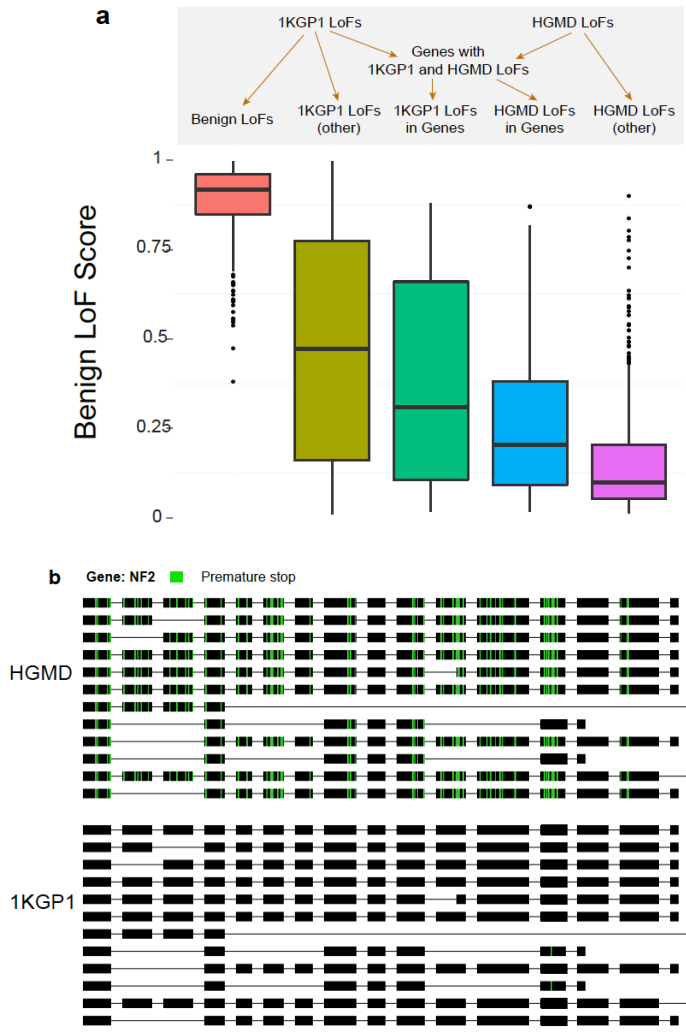 a
1KGP1 LoFs
HGMD LoFs
Genes with
1KGP1 and HGMD LoFs
Benign LoFs
1KGP1 LoFs
(other)
1KGP1 LoFs
in Genes
HGMD LoFs
in Genes
HGMD LoFs
(other)
Benign LoF Score
1
0.75
0.5
0.25
0
b
Gene: NF2
Premature stop
HGMD
1KGP1